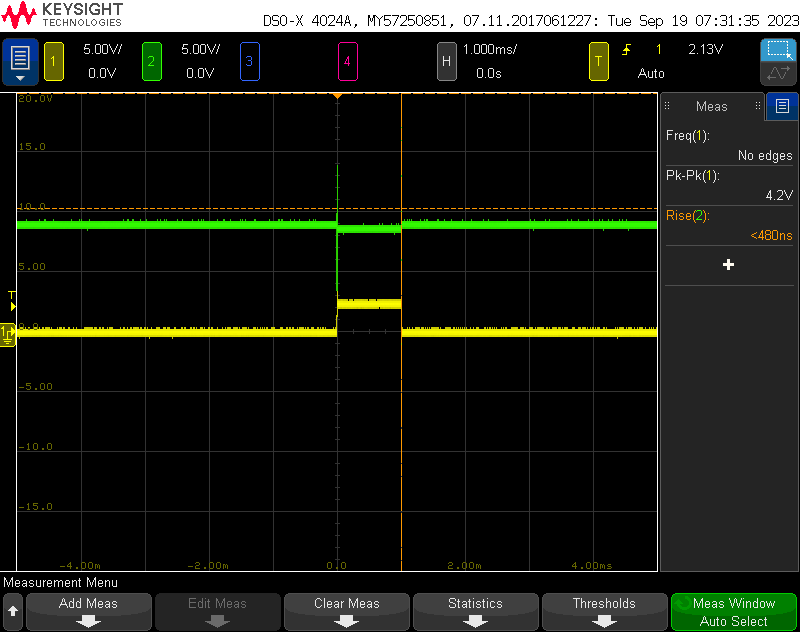 KEYSIGHT
TECHNOLOGIES
DSO-X 4024A, MY57250851, 07.11.2017061227: Tue Sep 19 07:31:35 2023
1 5.00V/ 0.0V
2 5.00V/ 0.0V
3
4
H 1.000ms/ 0.0s
T 1 2.13V
Auto
20.0V
15.0
10.0
5.00
0.0
-5.00
-10.0
-15.0
T
1
-4.00m -2.00m 0.0 2.00m 4.00ms
Meas
Freq(1):
No edges
Pk-Pk(1):
4.2V
Rise(2):
<480ns
+
Measurement Menu
Add Meas
Edit Meas
Clear Meas
Statistics
Thresholds
Meas Window
Auto Select